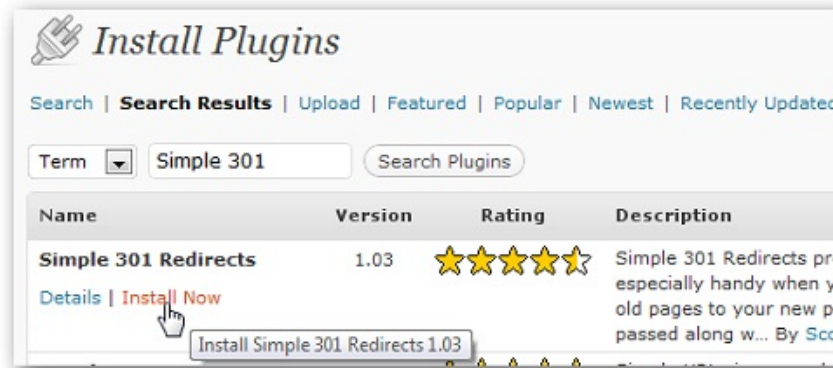 Install Plugins
Search | Search Results | Upload | Featured | Popular | Newest | Recently Updated
Term Simple 301 Search Plugins
Name Version Rating Description
Simple 301 Redirects 1.03 Simple 301 Redirects pr
especially handy when y
Details | Install Now old pages to your new p
passed along w... By Sco
Install Simple 301 Redirects 1.03